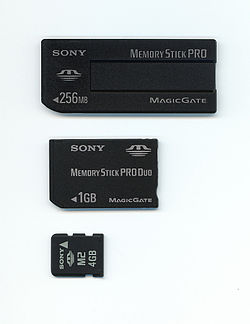 SONY MEMORY STICK PRO
◀256MB MAGICGATE
SONY
MEMORY STICK PRO DUO
◀1GB MAGICGATE
SONY
M2
4GB